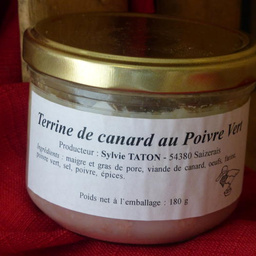 Terrine de canard au Poivre Vert
Producteur : Sylvie TATON - 54380 Saizerais
Ingrédients : maigre et gras de porc, viande de canard, oeufs, farine,
poivre vert, sel, poivre, épices.
Poids net à l'emballage : 180 g